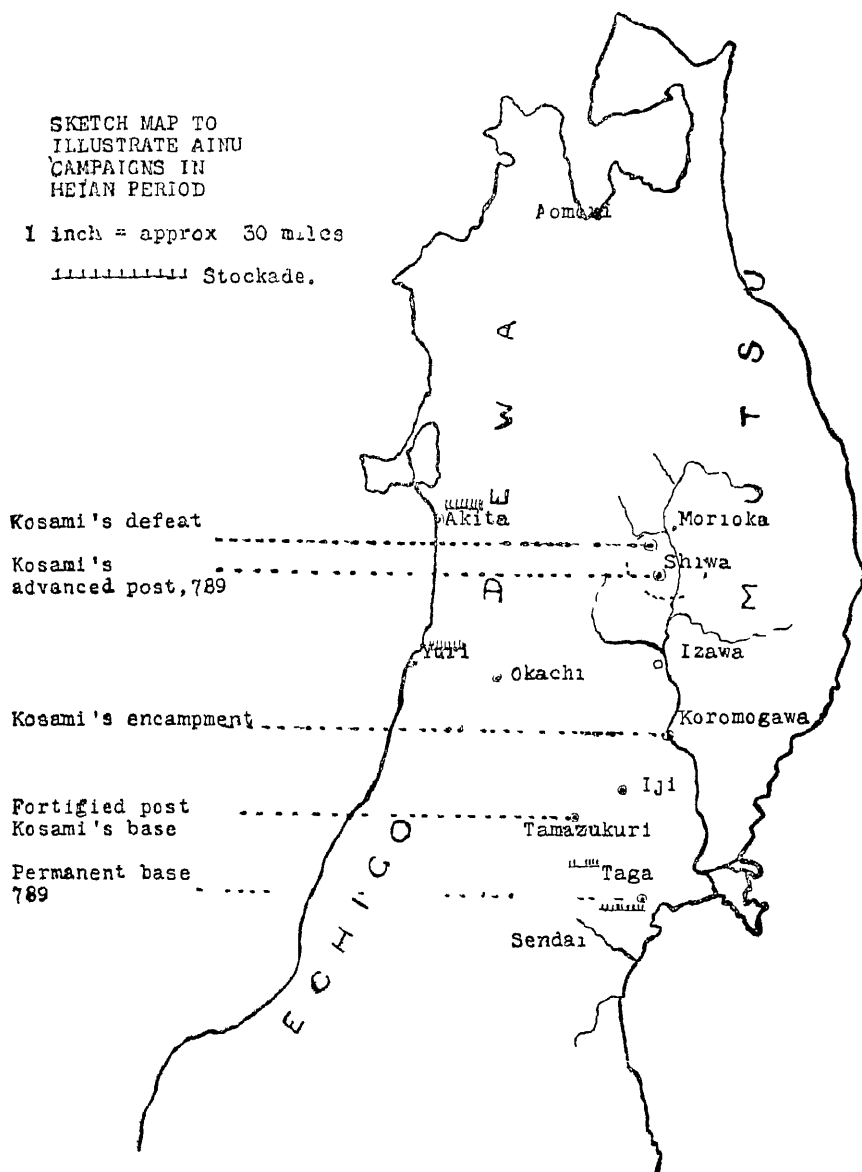 SKETCH MAP TO
ILLUSTRATE AINU
CAMPAIGNS IN
HEIAN PERIOD
1 inch = approx 30 miles
Stockade.
Aomori
DEWA
MUTSU
Kosami's defeat
Akita
Morioka
Kosami's
advanced post, 789
Shiwa
Yuri
Izawa
Okachi
Kosami's encampment
Koromogawa
Iji
Fortified post
Kosami's base
Tamazukuri
Permanent base
789
Taga
ECHIGO
Sendai